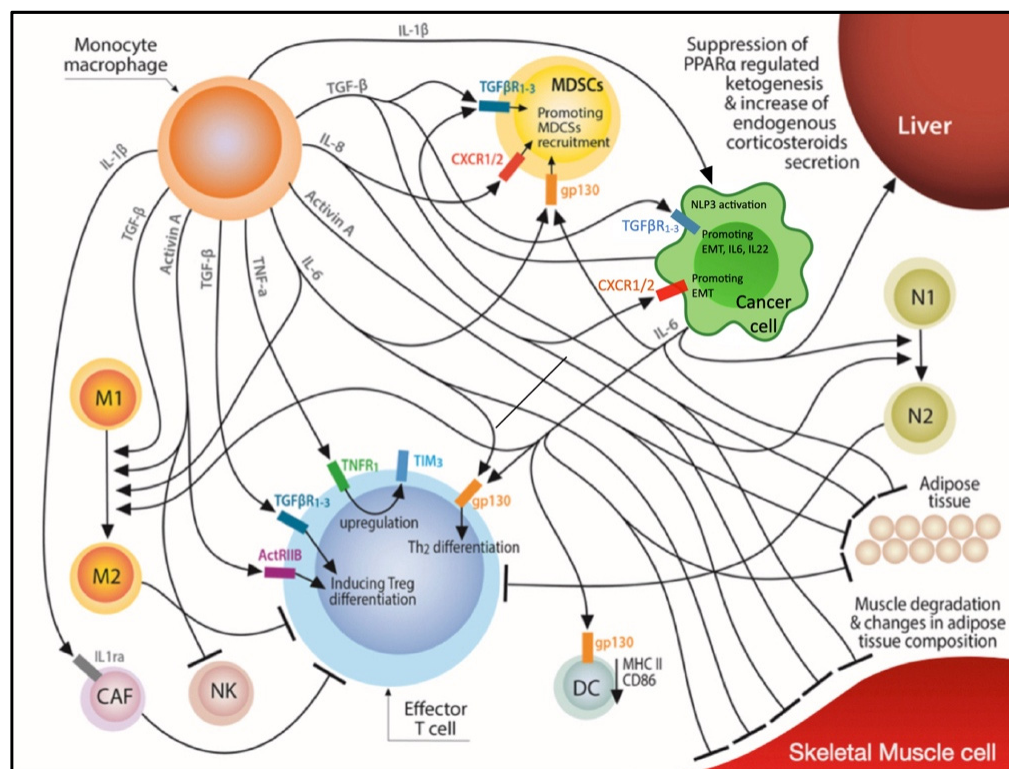 Monocyte
macrophage
IL-1β
TGF-β
IL-8
Activin A
IL-6
IL-1β
TGF-β
Activin A
TGF-β
TNF-a
TGFβR1-3
MDSCs
Promoting
MDCSs
recruitment
CXCR1/2
gp130
Suppression of
PPARα regulated
ketogenesis
& increase of
endogenous
corticosteroids
secretion
Liver
NLP3 activation
TGFβR1-3
Promoting
EMT, IL6, IL22
CXCR1/2
Promoting
EMT
Cancer
cell
IL-6
N1
N2
M1
M2
TNFR1
TIM3
gp130
TGFβR1-3
upregulation
Th2 differentiation
ActRIIB
Inducing Treg
differentiation
Adipose
tissue
Muscle degradation
& changes in adipose
tissue composition
IL1ra
CAF
NK
Effector
T cell
gp130
DC
MHC II
CD86
Skeletal Muscle cell